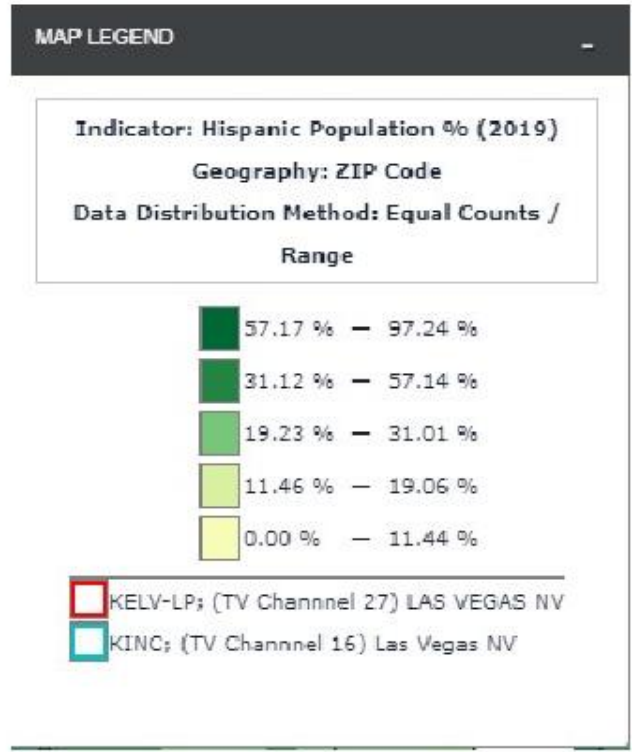 MAP LEGEND -
Indicator: Hispanic Population % (2019)
Geography: ZIP Code
Data Distribution Method: Equal Counts /
Range
57.17 % — 97.24 %
31.12 % — 57.14 %
19.23 % — 31.01 %
11.46 % — 19.06 %
0.00 % — 11.44 %
KELV-LP; (TV Channnel 27) LAS VEGAS NV
KINC; (TV Channnel 16) Las Vegas NV